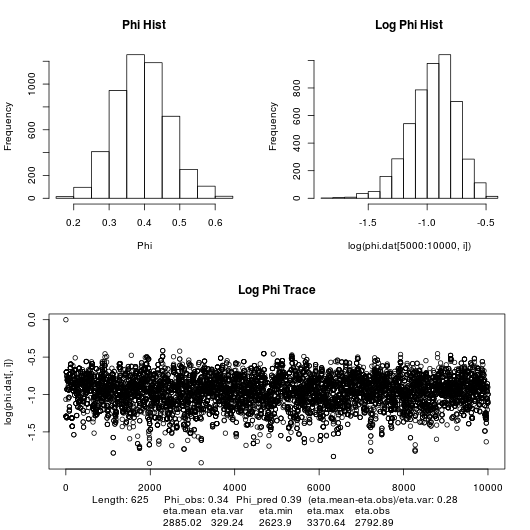 Phi Hist
Log Phi Hist
Frequency
0 200 600 1000
0.2 0.3 0.4 0.5 0.6
Phi
Frequency
0 200 400 600 800
-1.5 -1.0 -0.5
log(phi.dat[5000:10000, i])
Log Phi Trace
log(phi.dat[, i])
0.0
-0.5
-1.0
-1.5
0 2000 4000 6000 8000 10000
Length: 625 Phi_obs: 0.34 Phi_pred 0.39 (eta.mean-eta.obs)/eta.var: 0.28
eta.mean eta.var eta.min eta.max eta.obs
2885.02 329.24 2623.9 3370.64 2792.89